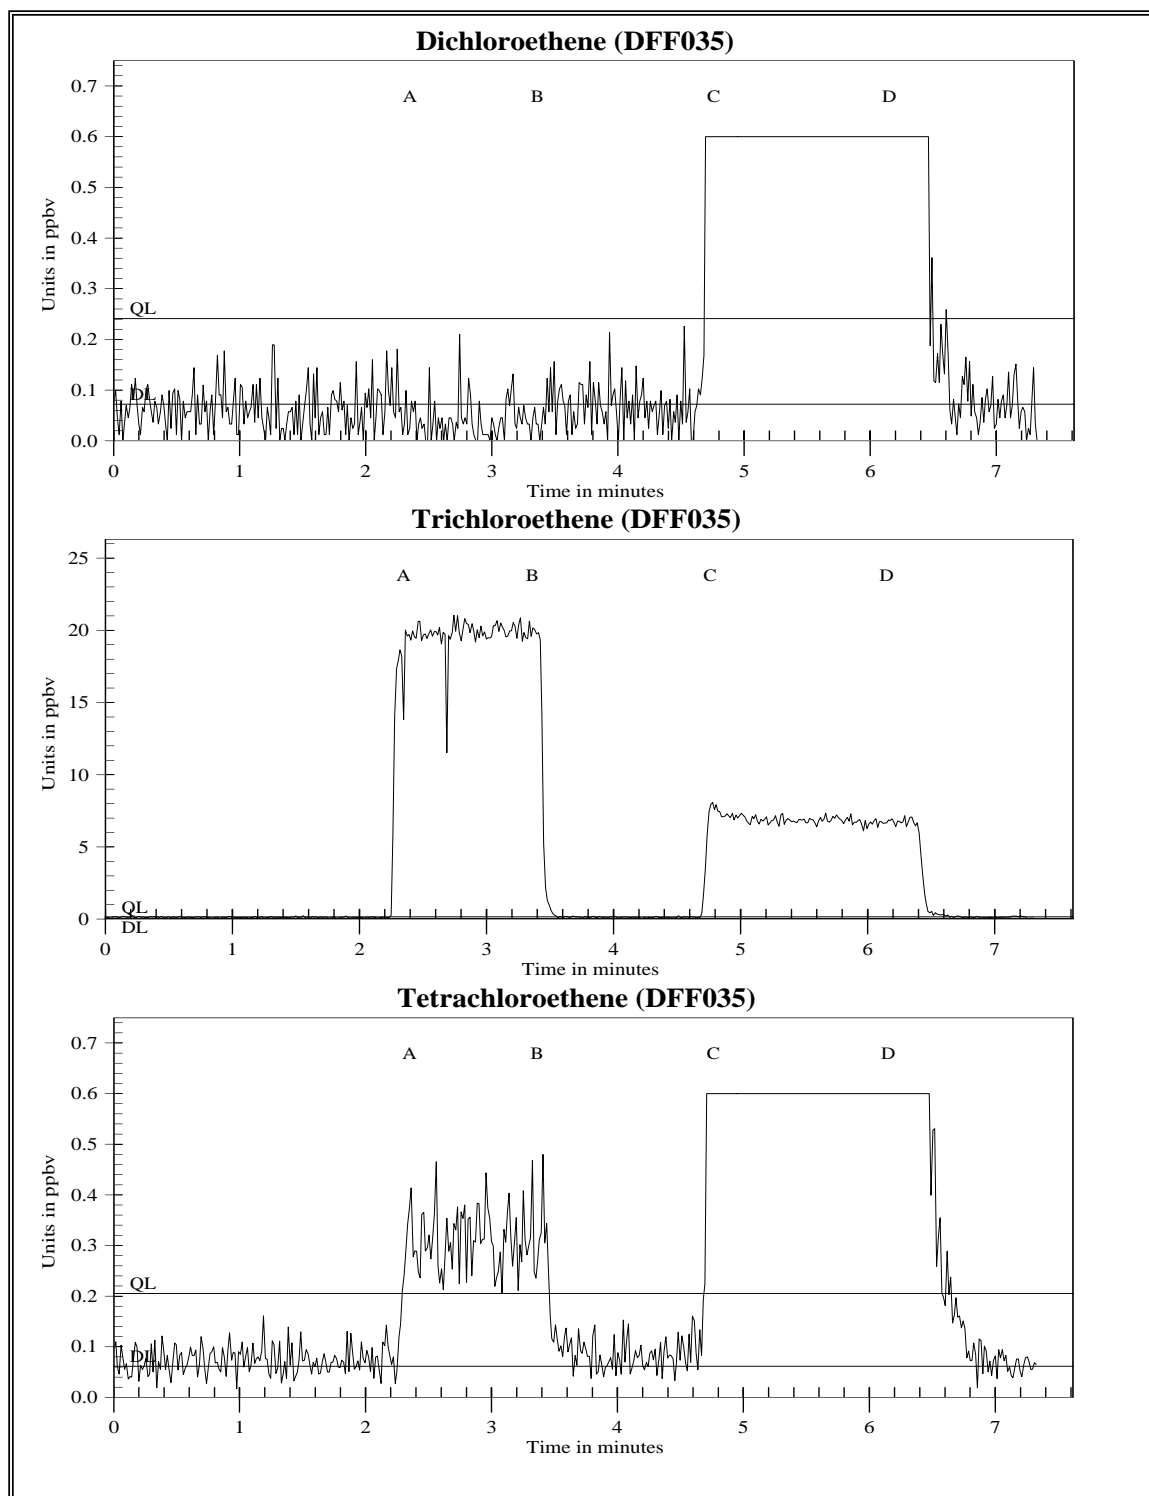 Dichloroethene (DFF035)
0.7
A B C D
0.6
0.5
Units in ppbv
0.4
0.3
QL
0.2
DL
0.1
0.0
0 1 2 3 4 5 6 7
Time in minutes
Trichloroethene (DFF035)
25
A B C D
20
Units in ppbv
15
10
5
QL
0
DL
0 1 2 3 4 5 6 7
Time in minutes
Tetrachloroethene (DFF035)
0.7
A B C D
0.6
0.5
Units in ppbv
0.4
0.3
QL
0.2
DL
0.1
0.0
0 1 2 3 4 5 6 7
Time in minutes